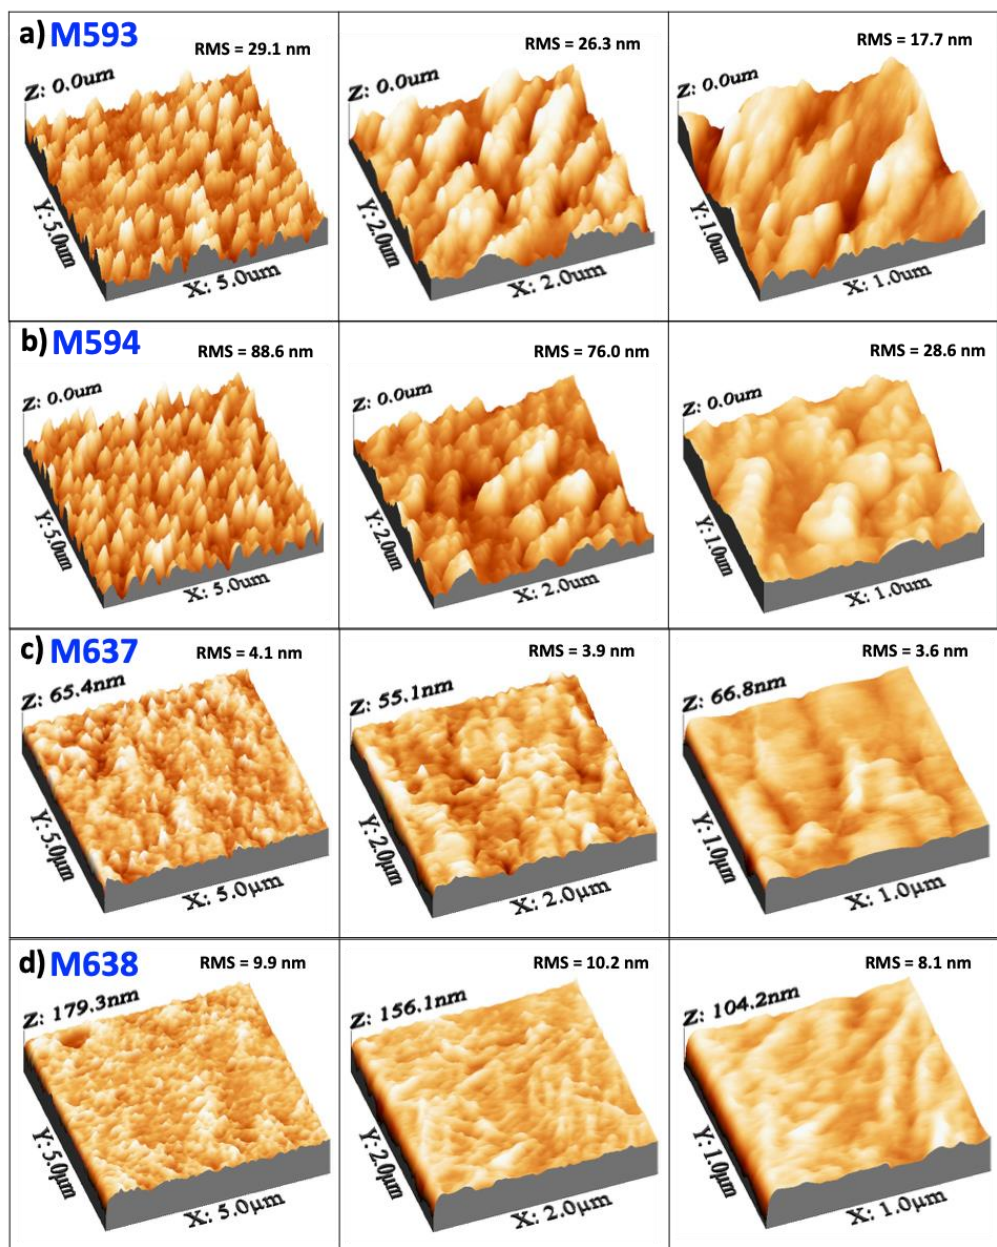 a) M593
RMS = 29.1 nm
Z: 0.0um
Y: 5.0um
X: 5.0um
RMS = 26.3 nm
Z: 0.0um
Y: 2.0um
X: 2.0um
RMS = 17.7 nm
Z: 0.0um
Y: 1.0um
X: 1.0um
b) M594
RMS = 88.6 nm
Z: 0.0um
Y: 5.0um
X: 5.0um
RMS = 76.0 nm
Z: 0.0um
Y: 2.0um
X: 2.0um
RMS = 28.6 nm
Z: 0.0um
Y: 1.0um
X: 1.0um
c) M637
RMS = 4.1 nm
Z: 65.4nm
Y: 5.0µm
X: 5.0µm
RMS = 3.9 nm
Z: 55.1nm
Y: 2.0µm
X: 2.0µm
RMS = 3.6 nm
Z: 66.8nm
Y: 1.0µm
X: 1.0µm
d) M638
RMS = 9.9 nm
Z: 179.3nm
Y: 5.0µm
X: 5.0µm
RMS = 10.2 nm
Z: 156.1nm
Y: 2.0µm
X: 2.0µm
RMS = 8.1 nm
Z: 104.2nm
Y: 1.0µm
X: 1.0µm